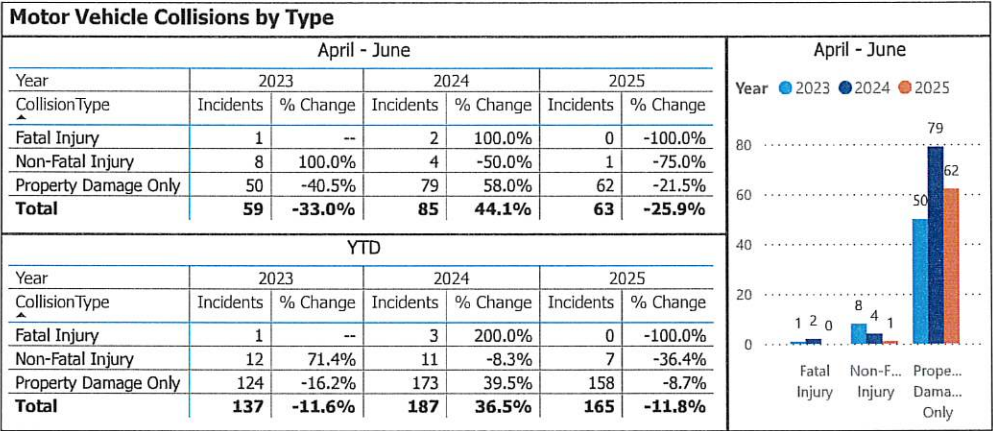 Motor Vehicle Collisions by Type
April - June
Year 2023 2024 2025
CollisionType Incidents % Change Incidents % Change Incidents % Change
Fatal Injury 1 -- 2 100.0% 0 -100.0%
Non-Fatal Injury 8 100.0% 4 -50.0% 1 -75.0%
Property Damage Only 50 -40.5% 79 58.0% 62 -21.5%
Total 59 -33.0% 85 44.1% 63 -25.9%
YTD
Year 2023 2024 2025
CollisionType Incidents % Change Incidents % Change Incidents % Change
Fatal Injury 1 -- 3 200.0% 0 -100.0%
Non-Fatal Injury 12 71.4% 11 -8.3% 7 -36.4%
Property Damage Only 124 -16.2% 173 39.5% 158 -8.7%
Total 137 -11.6% 187 36.5% 165 -11.8%
April - June
Year 2023 2024 2025
79
80
62
60
50
40
20
8
4
1 2 0
1
0
Fatal Non-F... Prope...
Injury Injury Dama...
Only